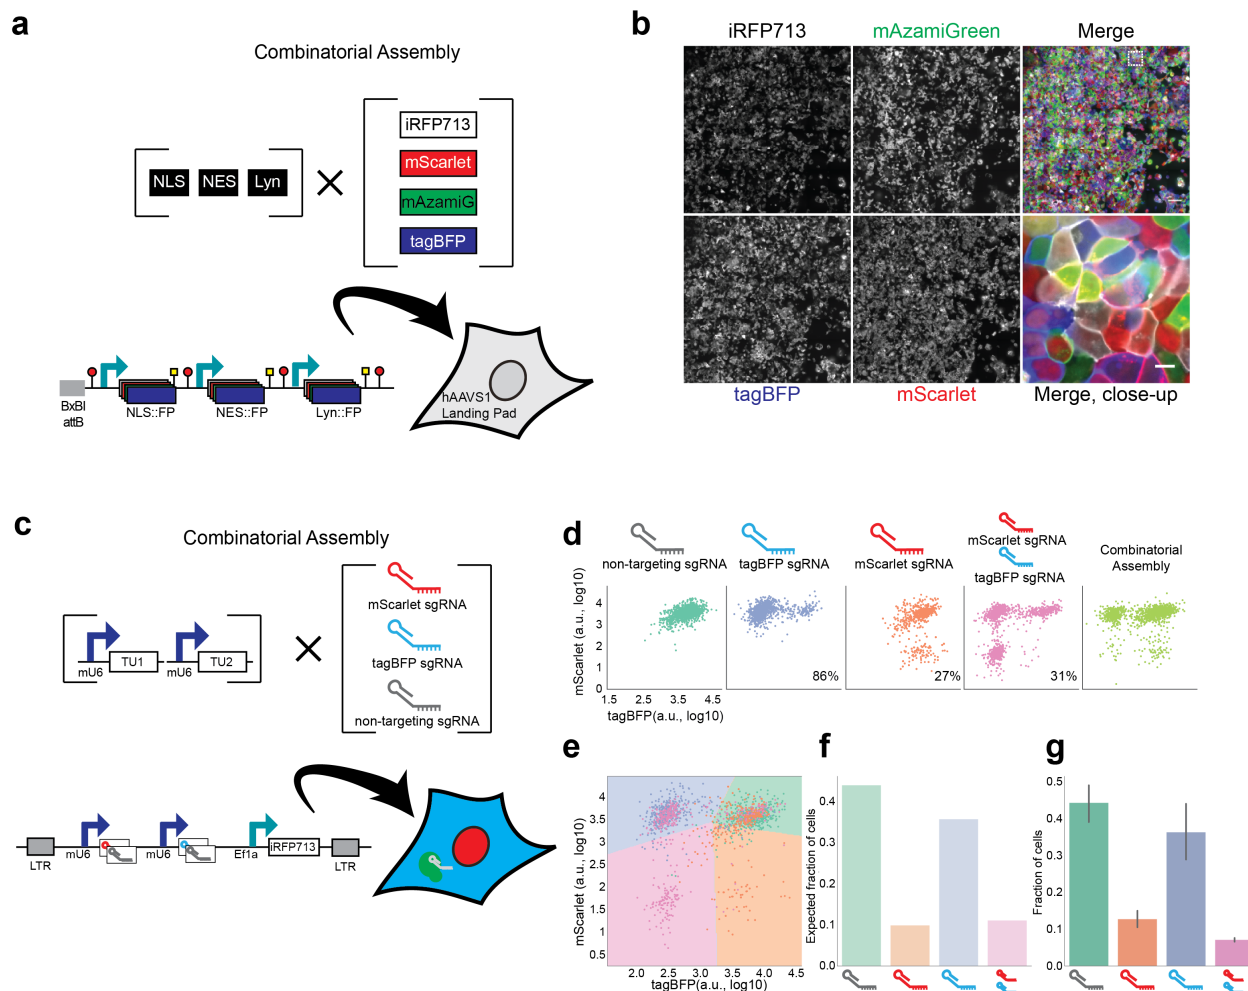 a
Combinatorial Assembly
NLS
NES
Lyn
iRFP713
mScarlet
mAzamiG
tagBFP
BxBI
attB
NLS::FP
NES::FP
Lyn::FP
hAAVS1
Landing Pad
b
iRFP713
mAzamiGreen
Merge
tagBFP
mScarlet
Merge, close-up
c
Combinatorial Assembly
mU6
TU1
mU6
TU2
mScarlet sgRNA
tagBFP sgRNA
non-targeting sgRNA
LTR
mU6
mU6
Ef1a
iRFP713
LTR
d
non-targeting sgRNA
tagBFP sgRNA
mScarlet sgRNA
mScarlet sgRNA
tagBFP sgRNA
Combinatorial
Assembly
mScarlet (a.u., log10)
4
3
2
1
0
86%
27%
31%
1.5 2.5 3.5 4.5
tagBFP(a.u., log10)
e
mScarlet (a.u., log10)
4
3.5
3
2.5
2
1.5
1
0.5
2.0 2.5 3.0 3.5 4.0 4.5
tagBFP(a.u., log10)
f
Expected fraction of cells
0.4
0.3
0.2
0.1
0.0
g
Fraction of cells
0.5
0.4
0.3
0.2
0.1
0.0